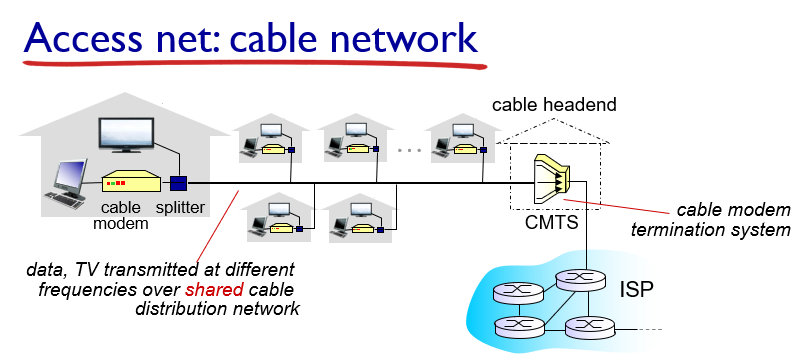 Access net: cable network
cable headend
cable
modem
splitter
…
CMTS
cable modem
termination system
data, TV transmitted at different
frequencies over shared cable
distribution network
ISP